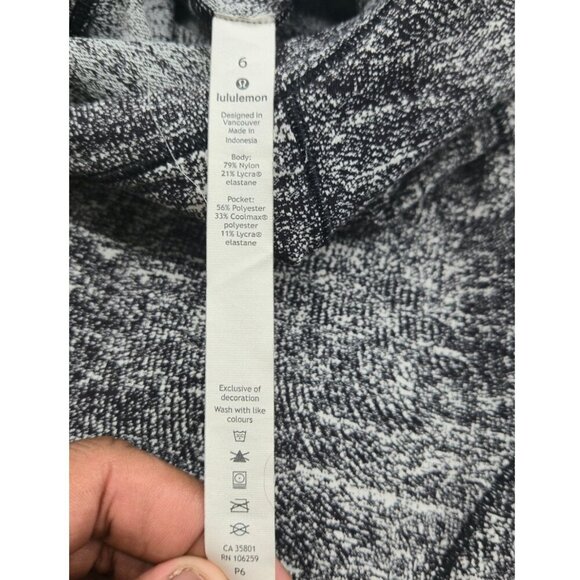 6
lululemon
Designed in
Vancouver
Made in
Indonesia
Body:
79% Nylon
21% Lycra®
elastane
Pocket:
56% Polyester
33% Coolmax®
polyester
11% Lycra®
elastane
Exclusive of
decoration
Wash with like
colours
CA 35801
RN 106259
P6